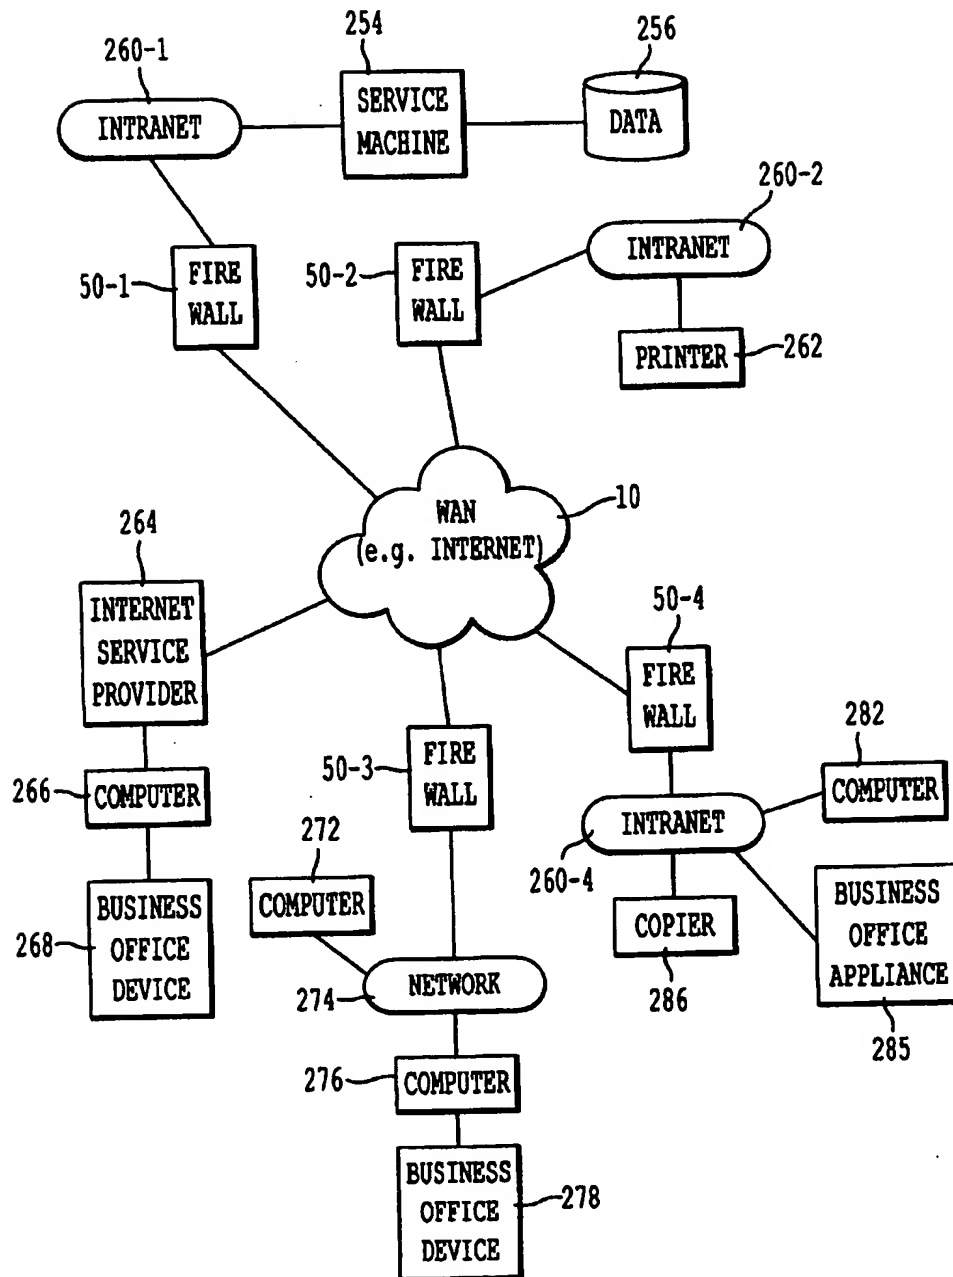 254
256
260-1
SERVICE
MACHINE
DATA
INTRANET
260-2
INTRANET
50-1
FIRE
WALL
50-2
FIRE
WALL
PRINTER
262
WAN
(e.g. INTERNET)
10
264
INTERNET
SERVICE
PROVIDER
50-4
FIRE
WALL
282
50-3
FIRE
WALL
266
COMPUTER
COMPUTER
INTRANET
272
260-4
COMPUTER
BUSINESS
OFFICE
DEVICE
268
COPIER
286
BUSINESS
OFFICE
APPLIANCE
285
NETWORK
274
276
COMPUTER
BUSINESS
OFFICE
DEVICE
278